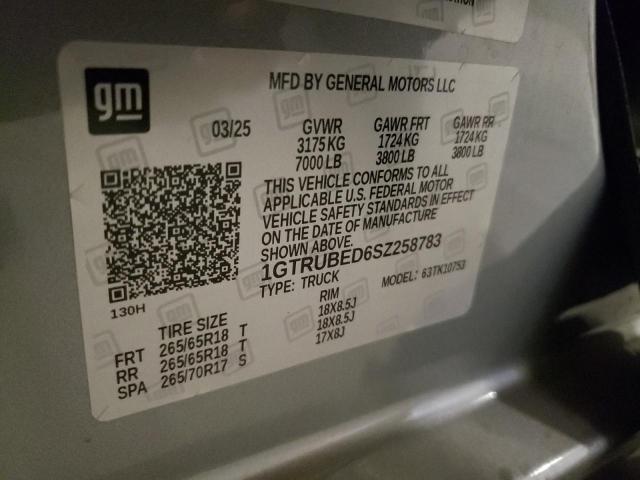 gm
MFD BY GENERAL MOTORS LLC
03/25 GVWR GAWR FRT GAWR RR
3175 KG 1724 KG 1724 KG
7000 LB 3800 LB 3800 LB
THIS VEHICLE CONFORMS TO ALL
APPLICABLE U.S. FEDERAL MOTOR
VEHICLE SAFETY STANDARDS IN EFFECT
ON THE DATE OF MANUFACTURE
SHOWN ABOVE.
1GTRUBED6SZ258783
TYPE: TRUCK MODEL: 63TK10753
130H
TIRE SIZE RIM
FRT 265/65R18 T 18X8.5J
RR 265/65R18 T 18X8.5J
SPA 265/70R17 S 17X8J